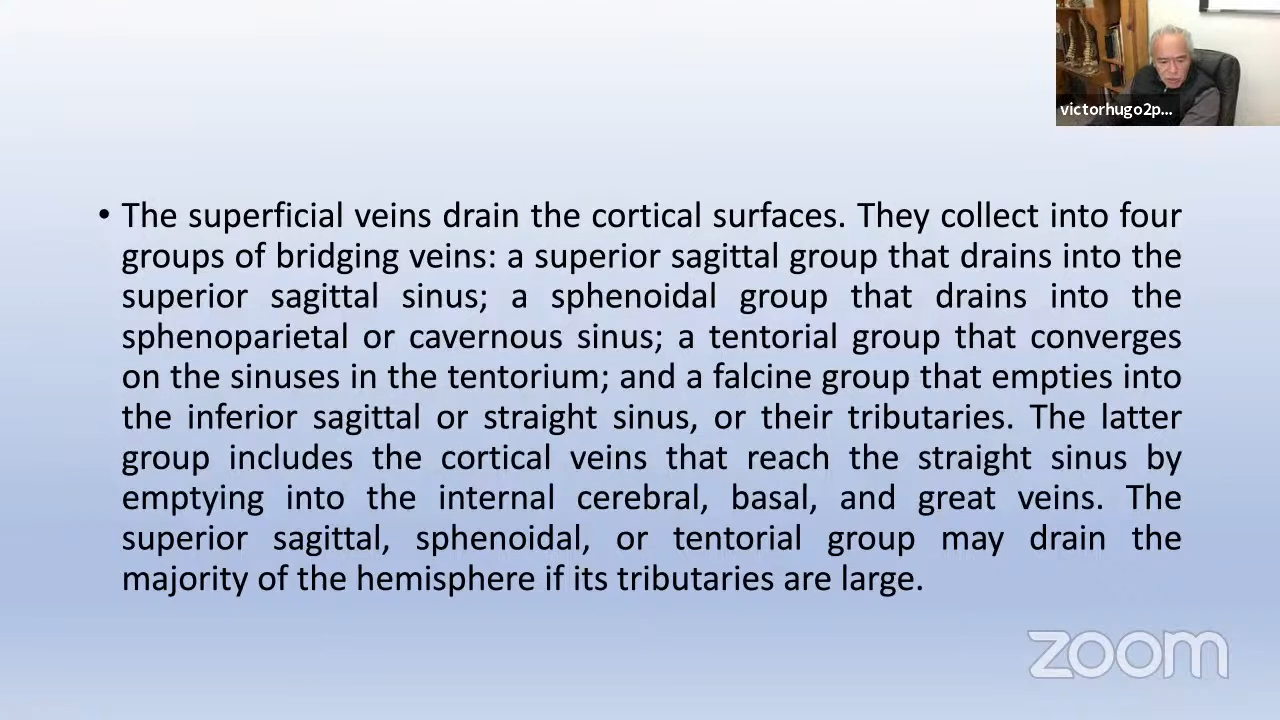 victorhugo2p...
• The superficial veins drain the cortical surfaces. They collect into four
groups of bridging veins: a superior sagittal group that drains into the
superior sagittal sinus; a sphenoidal group that drains into the
sphenoparietal or cavernous sinus; a tentorial group that converges
on the sinuses in the tentorium; and a falcine group that empties into
the inferior sagittal or straight sinus, or their tributaries. The latter
group includes the cortical veins that reach the straight sinus by
emptying into the internal cerebral, basal, and great veins. The
superior sagittal, sphenoidal, or tentorial group may drain the
majority of the hemisphere if its tributaries are large.
zoom